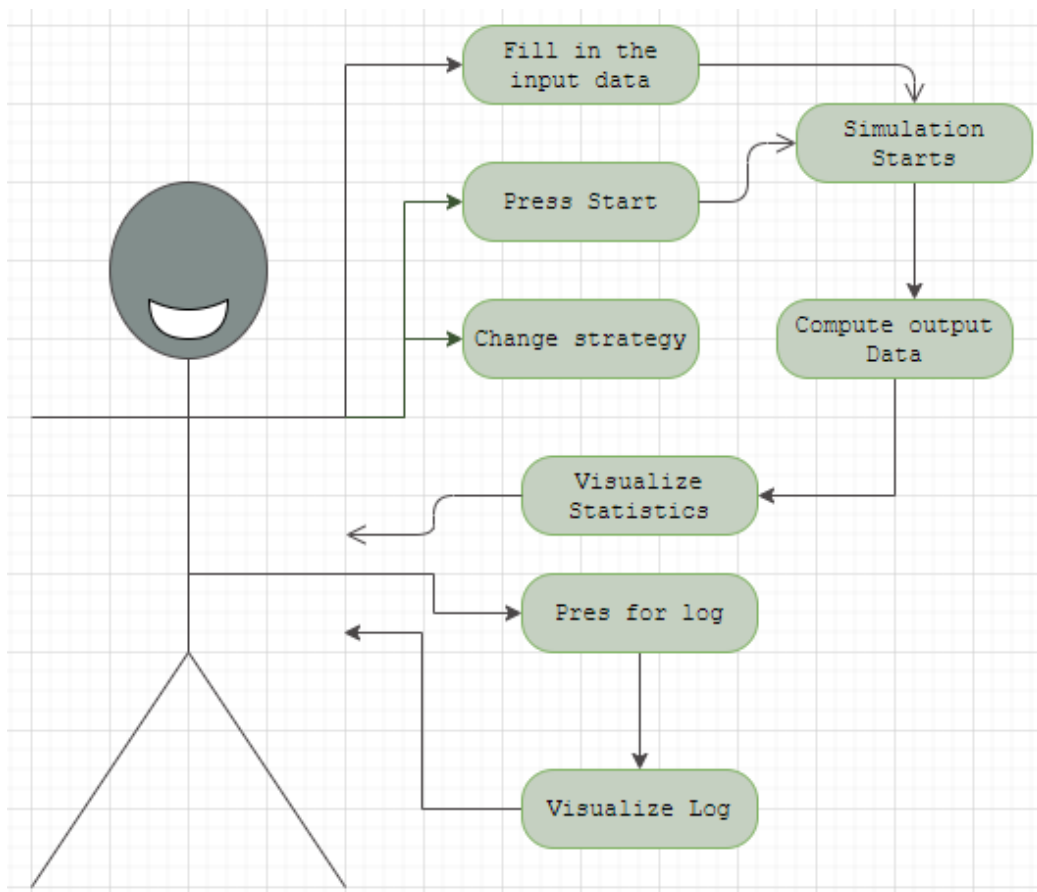 Fill in the
input data
Simulation
Starts
Press Start
Change strategy
Compute output
Data
Visualize
Statistics
Pres for log
Visualize Log